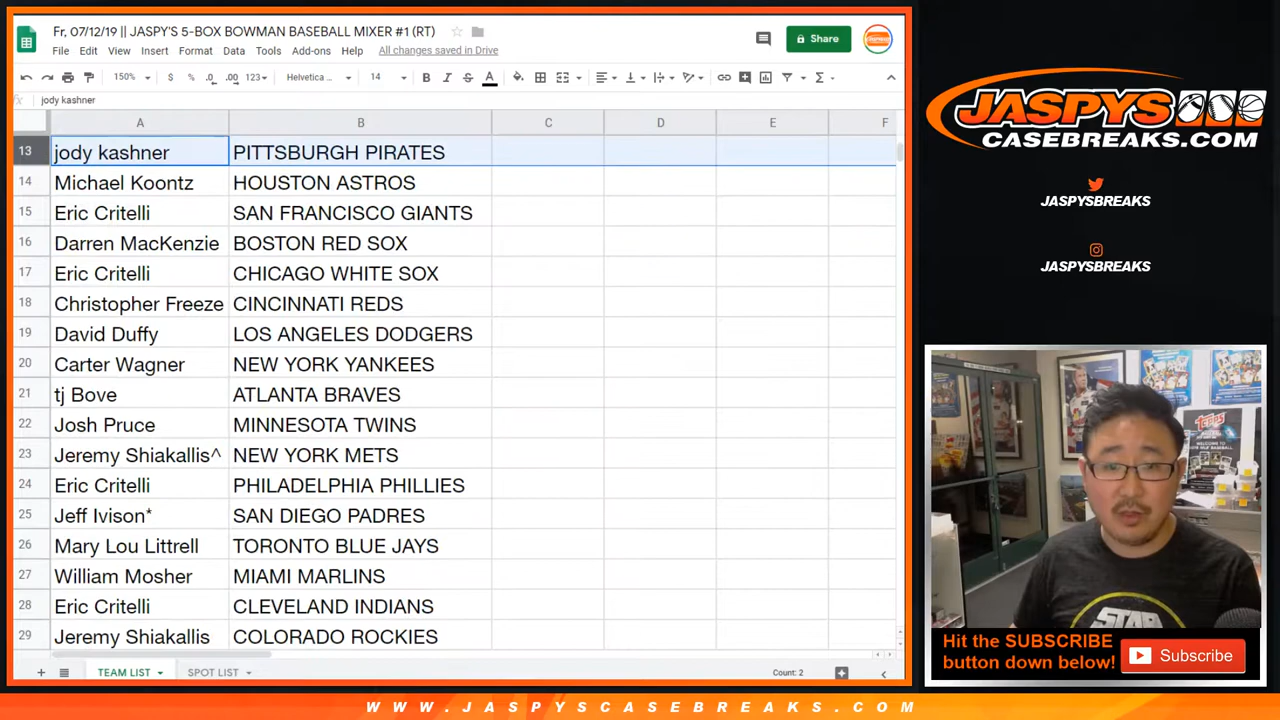 Fr, 07/12/19 || JASPY'S 5-BOX BOWMAN BASEBALL MIXER #1 (RT)
File Edit View Insert Format Data Tools Add-ons Help All changes saved in Drive
Share
150% $ % .0 .00 123 Helvetica ... 14 B I S A
fx jody kashner
A B C D E F
13 jody kashner PITTSBURGH PIRATES
14 Michael Koontz HOUSTON ASTROS
15 Eric Critelli SAN FRANCISCO GIANTS
16 Darren MacKenzie BOSTON RED SOX
17 Eric Critelli CHICAGO WHITE SOX
18 Christopher Freeze CINCINNATI REDS
19 David Duffy LOS ANGELES DODGERS
20 Carter Wagner NEW YORK YANKEES
21 tj Bove ATLANTA BRAVES
22 Josh Pruce MINNESOTA TWINS
23 Jeremy Shiakallis^ NEW YORK METS
24 Eric Critelli PHILADELPHIA PHILLIES
25 Jeff Ivison* SAN DIEGO PADRES
26 Mary Lou Littrell TORONTO BLUE JAYS
27 William Mosher MIAMI MARLINS
28 Eric Critelli CLEVELAND INDIANS
29 Jeremy Shiakallis COLORADO ROCKIES
TEAM LIST SPOT LIST Count: 2
JASPYS
CASEBREAKS.COM
JASPYSBREAKS
JASPYSBREAKS
TOPPS
STAR
Hit the SUBSCRIBE
button down below!
Subscribe
WWW.JASPYSCASEBREAKS.COM